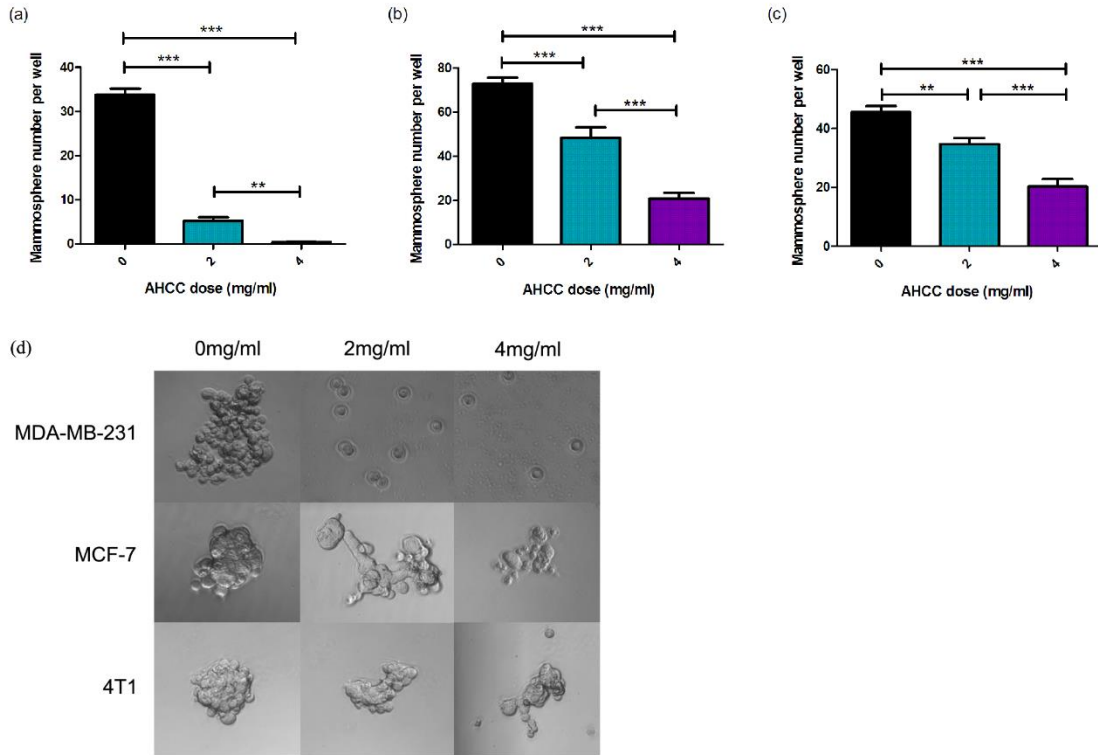 (a)
***
***
**
Mammosphere number per well
40
30
20
10
0
0
2
4
AHCC dose (mg/ml)
(b)
***
***
***
Mammosphere number per well
80
60
40
20
0
0
2
4
AHCC dose (mg/ml)
(c)
***
**
***
Mammosphere number per well
60
40
20
0
0
2
4
AHCC dose (mg/ml)
(d)
0mg/ml
2mg/ml
4mg/ml
MDA-MB-231
MCF-7
4T1